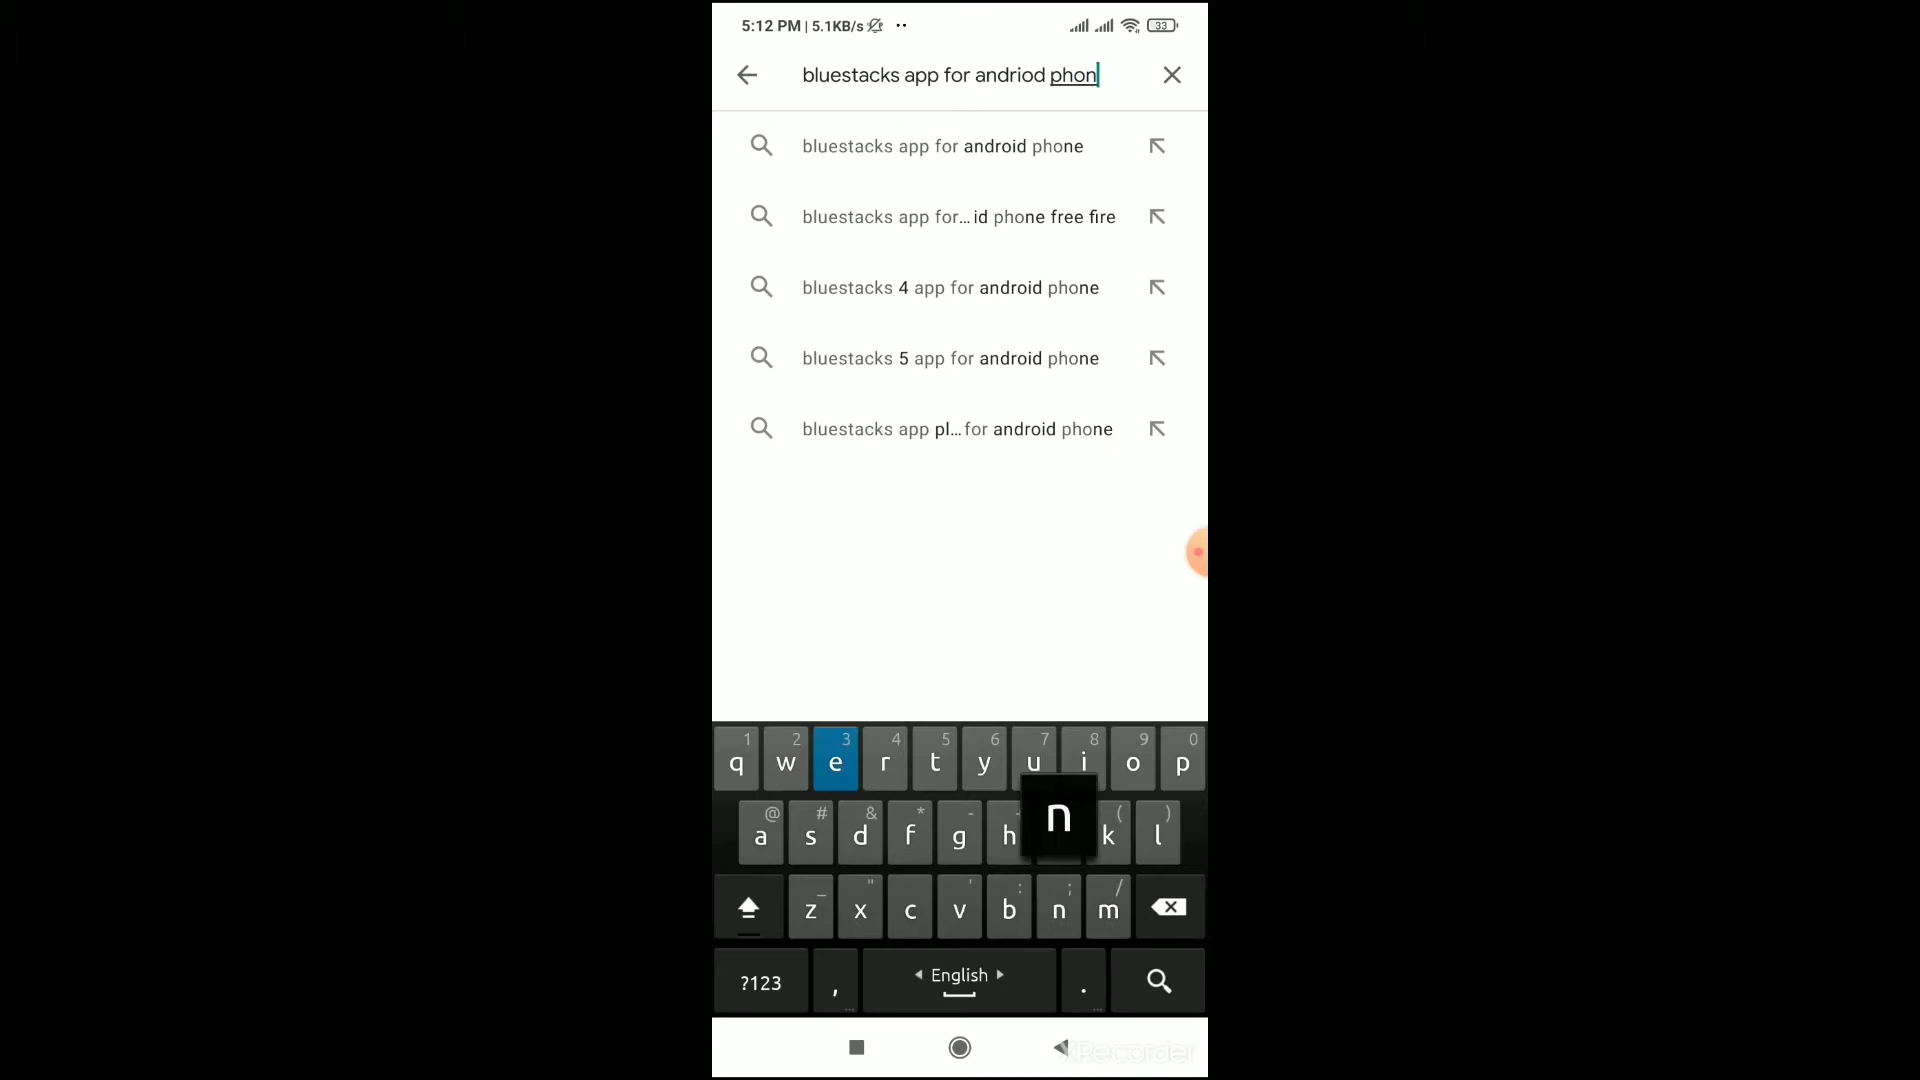 5:12 PM | 5.1KB/s
33
bluestacks app for andriod phon
bluestacks app for android phone
bluestacks app for... id phone free fire
bluestacks 4 app for android phone
bluestacks 5 app for android phone
bluestacks app pl... for android phone
1 2 3 4 5 6 7 8 9 0
q w e r t y u i o p
@ # & * - - ( )
a s d f g h n k l
_ " ' : ; /
z x c v b n m
?123 , English .
XRecorder